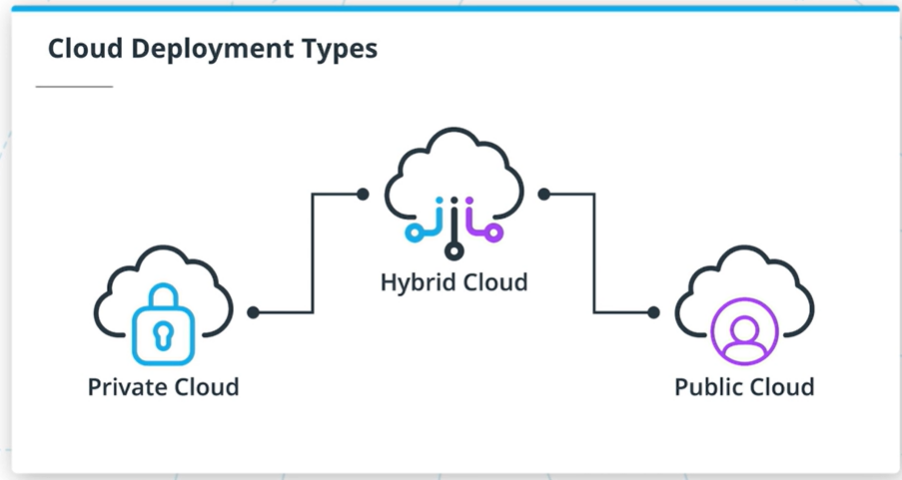 Cloud Deployment Types
Hybrid Cloud
Private Cloud
Public Cloud